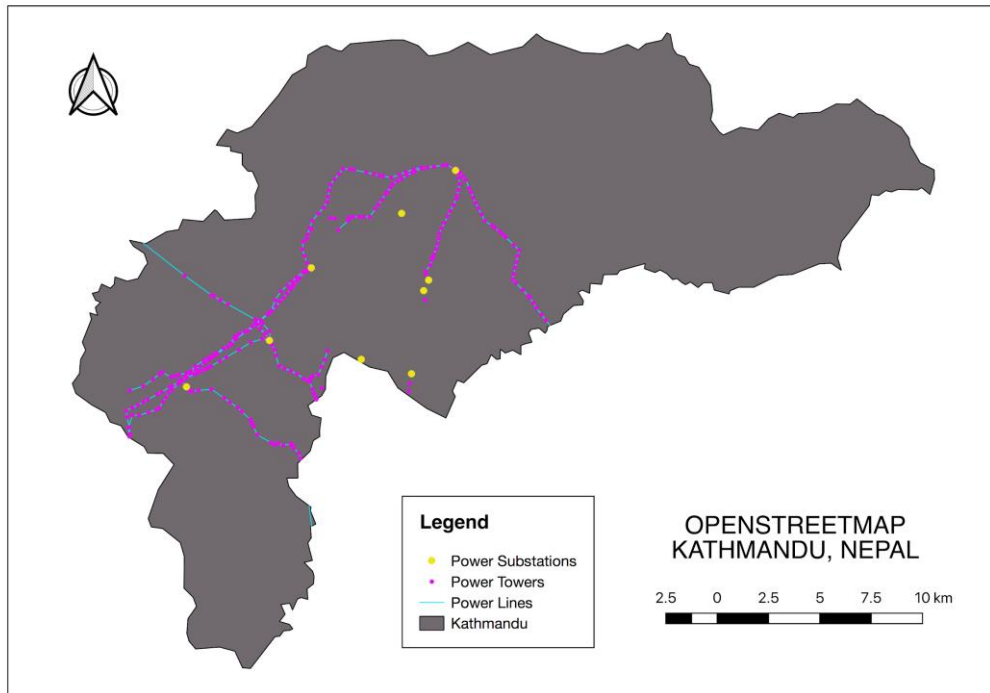 Legend
Power Substations
Power Towers
Power Lines
Kathmandu
OPENSTREETMAP
KATHMANDU, NEPAL
2.5 0 2.5 5 7.5 10 km